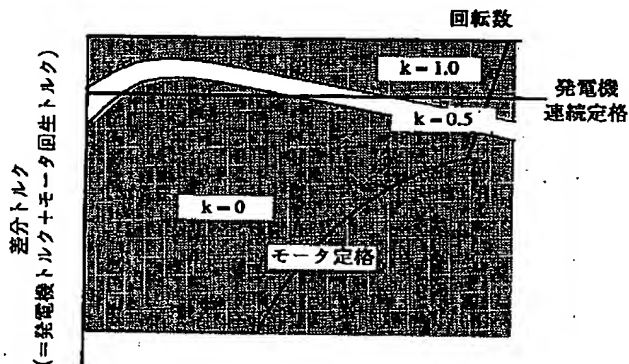 回転数
k=1.0
発電機
連続定格
k=0.5
k=0
モータ定格
差分トルク
(=発電機トルク+モータ回生トルク)